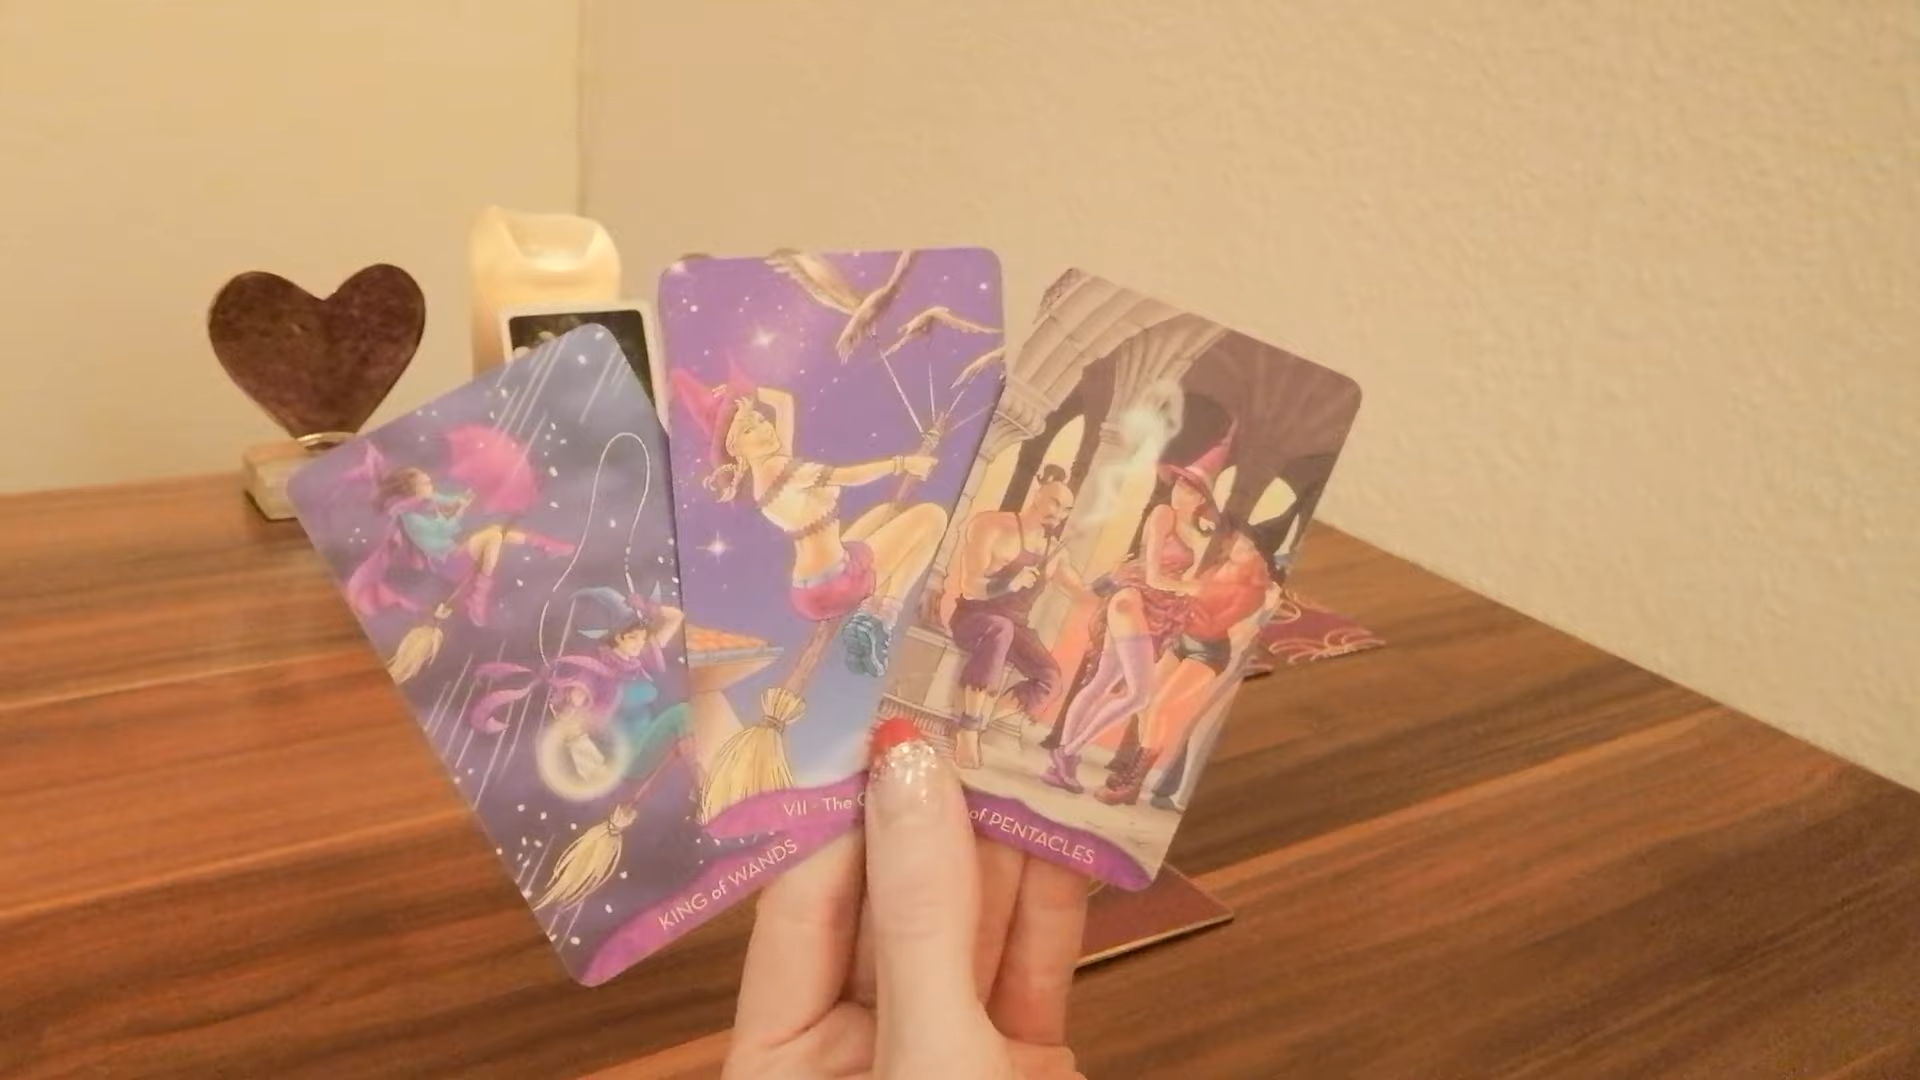 KING of WANDS
VII - The C
of PENTACLES